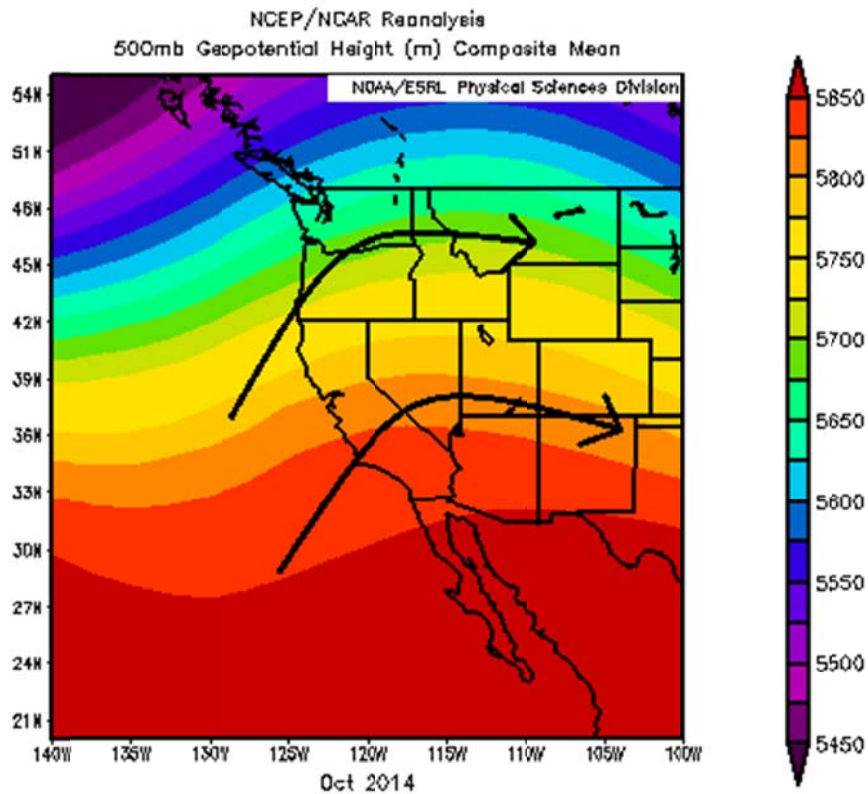 NCEP/NCAR Reanalysis
500mb Geopotential Height (m) Composite Mean
NOAA/ESRL Physical Sciences Division
54N
51N
48N
45N
42N
39N
36N
33N
30N
27N
24N
21N
140W 135W 130W 125W 120W 115W 110W 105W 100W
Oct 2014
5850
5800
5750
5700
5650
5600
5550
5500
5450